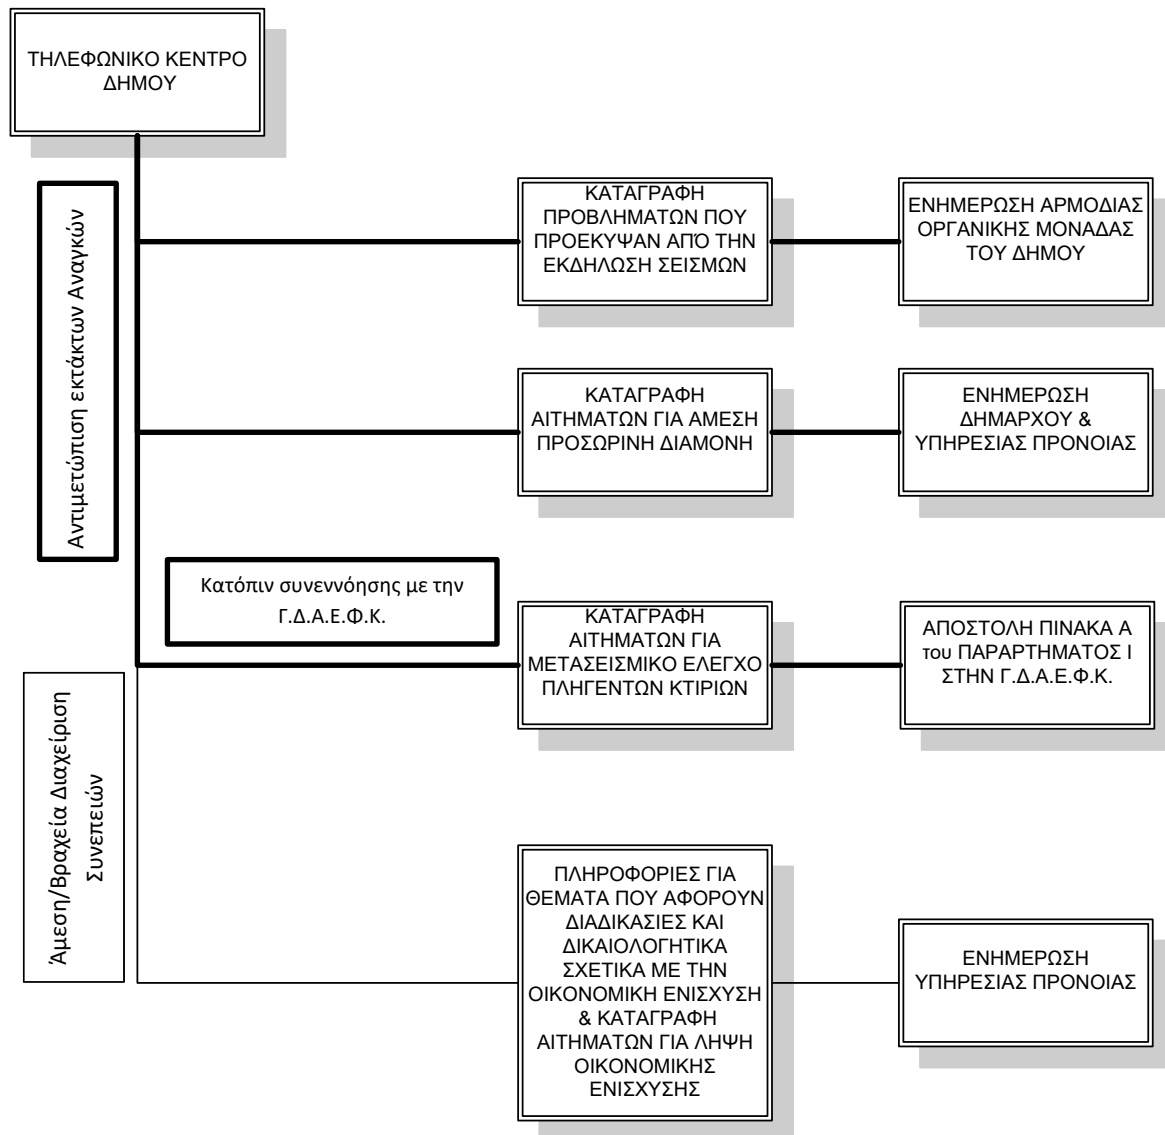 ΤΗΛΕΦΩΝΙΚΟ ΚΕΝΤΡΟ
ΔΗΜΟΥ
Αντιμετώπιση εκτάκτων Αναγκών
ΚΑΤΑΓΡΑΦΗ
ΠΡΟΒΛΗΜΑΤΩΝ ΠΟΥ
ΠΡΟΕΚΥΨΑΝ ΑΠΌ ΤΗΝ
ΕΚΔΗΛΩΣΗ ΣΕΙΣΜΩΝ
ΕΝΗΜΕΡΩΣΗ ΑΡΜΟΔΙΑΣ
ΟΡΓΑΝΙΚΗΣ ΜΟΝΑΔΑΣ
ΤΟΥ ΔΗΜΟΥ
ΚΑΤΑΓΡΑΦΗ
ΑΙΤΗΜΑΤΩΝ ΓΙΑ ΑΜΕΣΗ
ΠΡΟΣΩΡΙΝΗ ΔΙΑΜΟΝΗ
ΕΝΗΜΕΡΩΣΗ
ΔΗΜΑΡΧΟΥ &
ΥΠΗΡΕΣΙΑΣ ΠΡΟΝΟΙΑΣ
Κατόπιν συνεννόησης με την
Γ.Δ.Α.Ε.Φ.Κ.
ΚΑΤΑΓΡΑΦΗ
ΑΙΤΗΜΑΤΩΝ ΓΙΑ
ΜΕΤΑΣΕΙΣΜΙΚΟ ΕΛΕΓΧΟ
ΠΛΗΓΕΝΤΩΝ ΚΤΙΡΙΩΝ
ΑΠΟΣΤΟΛΗ ΠΙΝΑΚΑ Α
του ΠΑΡΑΡΤΗΜΑΤΟΣ Ι
ΣΤΗΝ Γ.Δ.Α.Ε.Φ.Κ.
Άμεση/Βραχεία Διαχείριση
Συνεπειών
ΠΛΗΡΟΦΟΡΙΕΣ ΓΙΑ
ΘΕΜΑΤΑ ΠΟΥ ΑΦΟΡΟΥΝ
ΔΙΑΔΙΚΑΣΙΕΣ ΚΑΙ
ΔΙΚΑΙΟΛΟΓΗΤΙΚΑ
ΣΧΕΤΙΚΑ ΜΕ ΤΗΝ
ΟΙΚΟΝΟΜΙΚΗ ΕΝΙΣΧΥΣΗ
& ΚΑΤΑΓΡΑΦΗ
ΑΙΤΗΜΑΤΩΝ ΓΙΑ ΛΗΨΗ
ΟΙΚΟΝΟΜΙΚΗΣ
ΕΝΙΣΧΥΣΗΣ
ΕΝΗΜΕΡΩΣΗ
ΥΠΗΡΕΣΙΑΣ ΠΡΟΝΟΙΑΣ